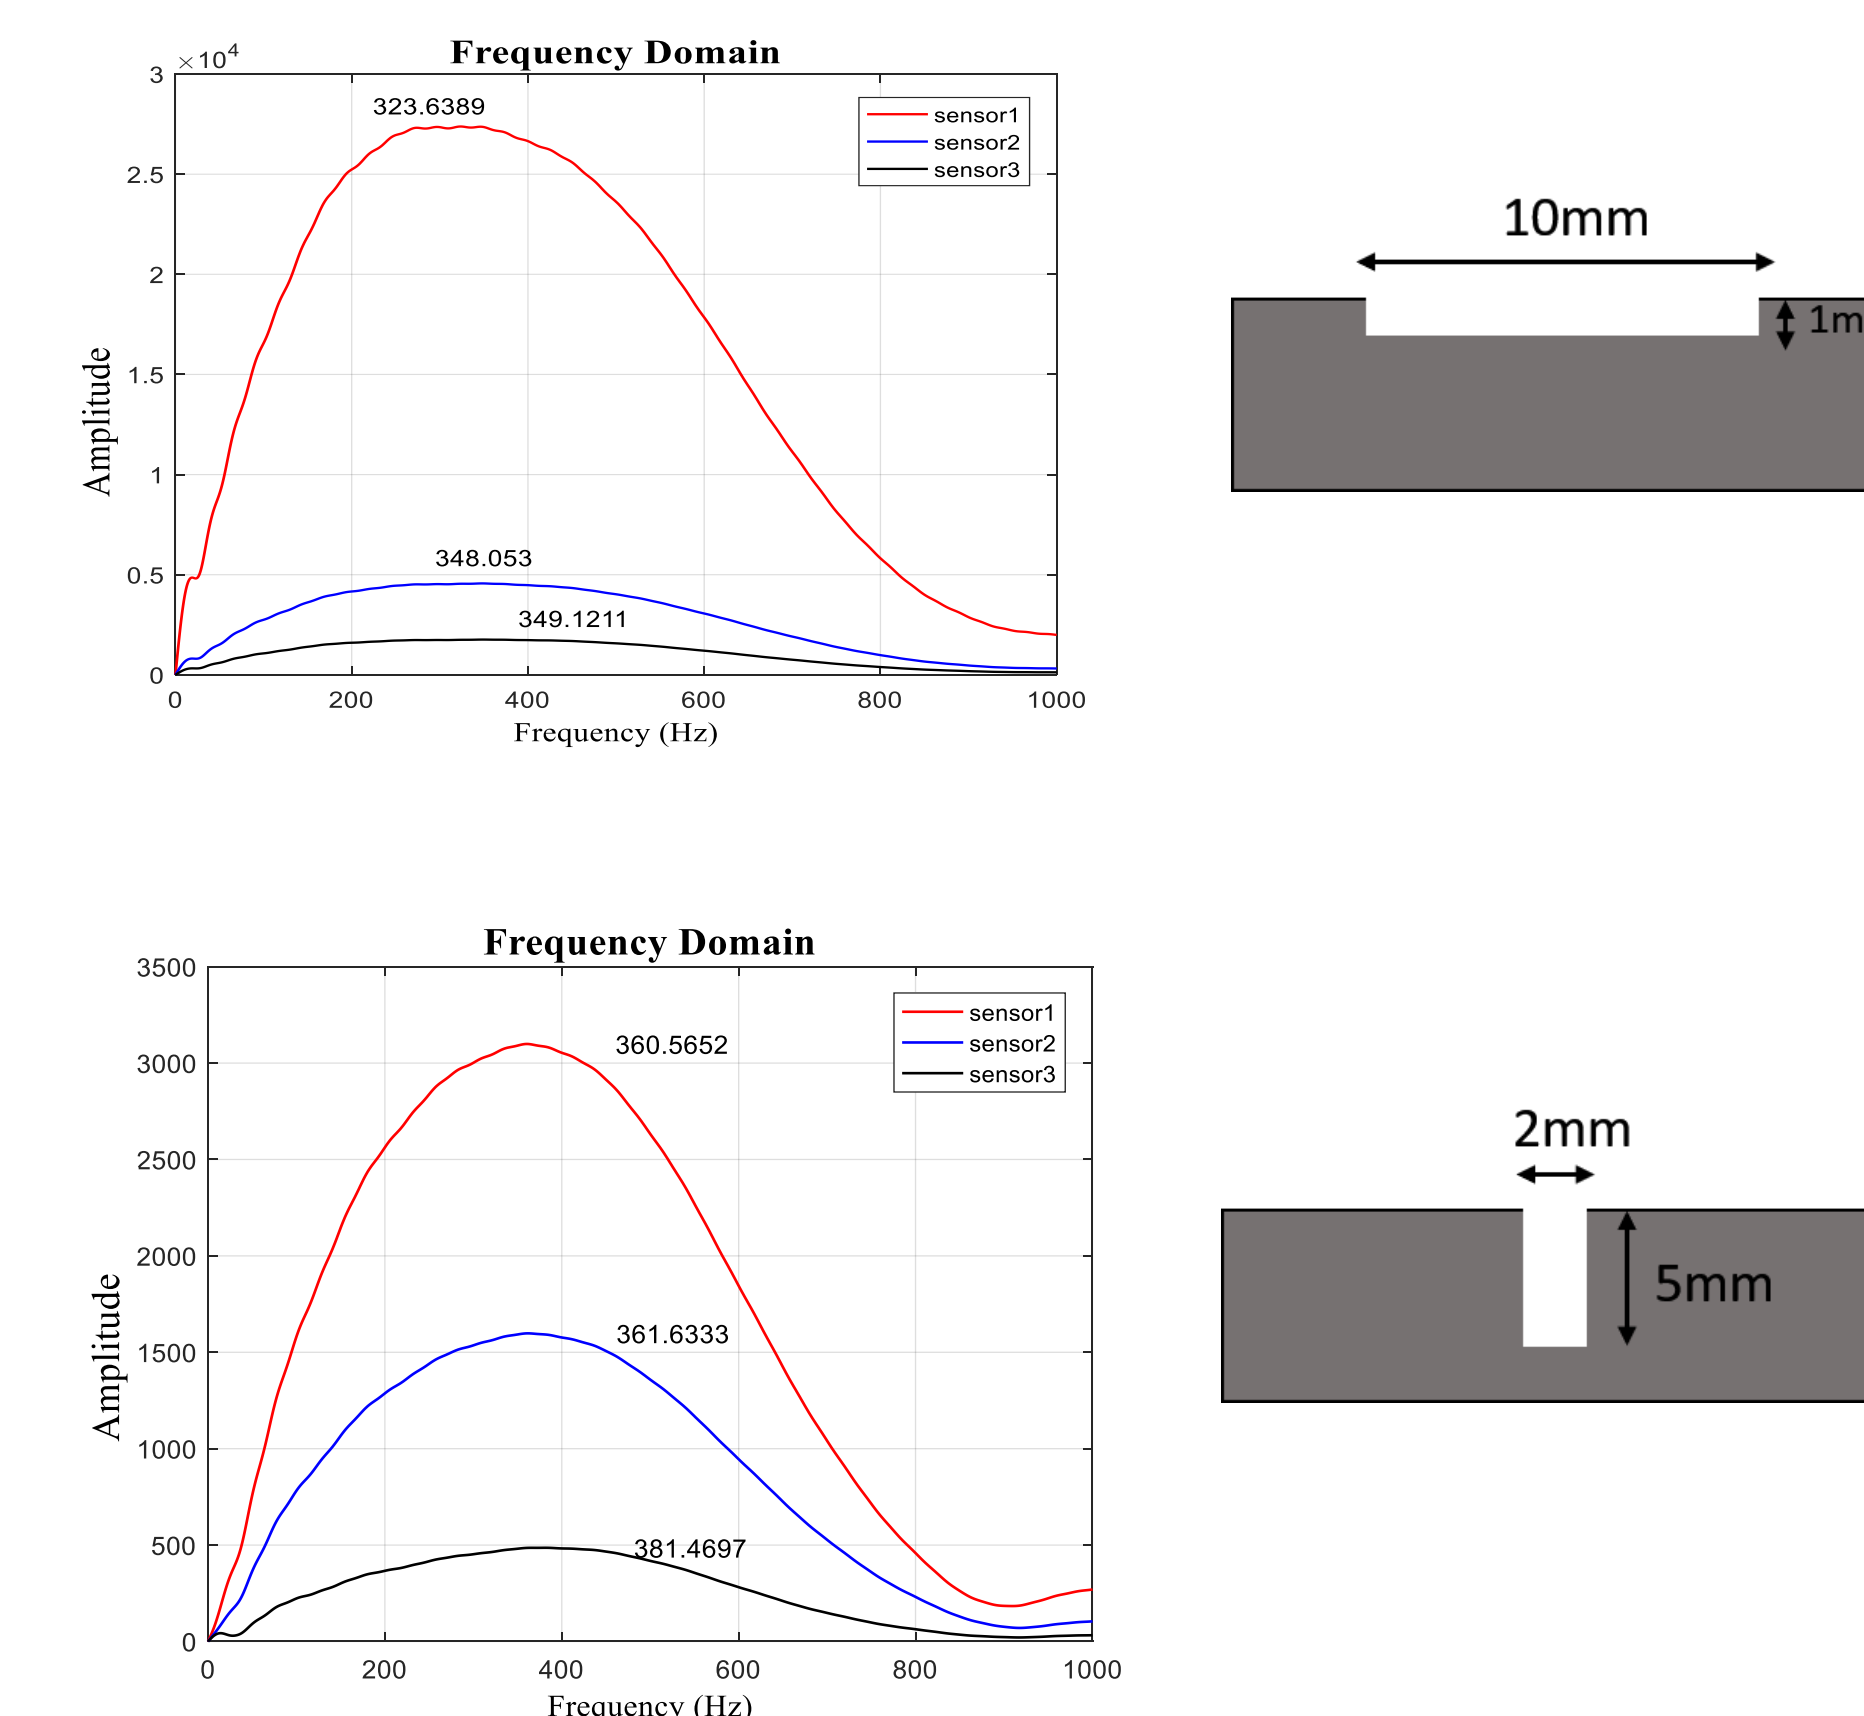 Frequency Domain
×10⁴
3
2.5
2
1.5
1
0.5
0
Amplitude
323.6389
348.053
349.1211
sensor1
sensor2
sensor3
0 200 400 600 800 1000
Frequency (Hz)
10mm
1m
Frequency Domain
3500
3000
2500
2000
1500
1000
500
0
Amplitude
360.5652
361.6333
381.4697
sensor1
sensor2
sensor3
0 200 400 600 800 1000
Frequency (Hz)
2mm
5mm